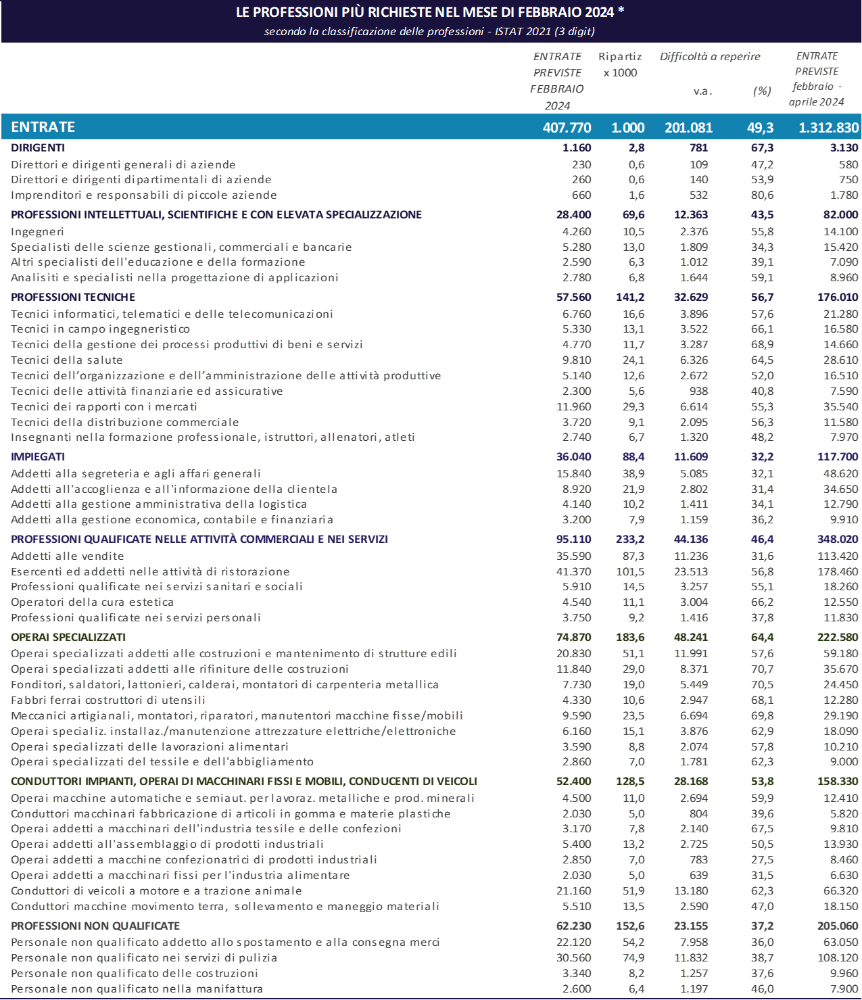 LE PROFESSIONI PIÙ RICHIESTE NEL MESE DI FEBBRAIO 2024 *
secondo la classificazione delle professioni - ISTAT 2021 (3 digit)
ENTRATE PREVISTE FEBBRAIO 2024 Ripartiz x 1000 Difficoltà a reperire v.a. (%) ENTRATE PREVISTE febbraio - aprile 2024
ENTRATE 407.770 1.000 201.081 49,3 1.312.830
DIRIGENTI 1.160 2,8 781 67,3 3.130
Direttori e dirigenti generali di aziende 230 0,6 109 47,2 580
Direttori e dirigenti dipartimentali di aziende 260 0,6 140 53,9 750
Imprenditori e responsabili di piccole aziende 660 1,6 532 80,6 1.780
PROFESSIONI INTELLETTUALI, SCIENTIFICHE E CON ELEVATA SPECIALIZZAZIONE 28.400 69,6 12.363 43,5 82.000
Ingegneri 4.260 10,5 2.376 55,8 14.100
Specialisti delle scienze gestionali, commerciali e bancarie 5.280 13,0 1.809 34,3 15.420
Altri specialisti dell'educazione e della formazione 2.590 6,3 1.012 39,1 7.090
Analisiti e specialisti nella progettazione di applicazioni 2.780 6,8 1.644 59,1 8.960
PROFESSIONI TECNICHE 57.560 141,2 32.629 56,7 176.010
Tecnici informatici, telematici e delle telecomunicazioni 6.760 16,6 3.896 57,6 21.280
Tecnici in campo ingegneristico 5.330 13,1 3.522 66,1 16.580
Tecnici della gestione dei processi produttivi di beni e servizi 4.770 11,7 3.287 68,9 14.660
Tecnici della salute 9.810 24,1 6.326 64,5 28.610
Tecnici dell’organizzazione e dell’amministrazione delle attività produttive 5.140 12,6 2.672 52,0 16.510
Tecnici delle attività finanziarie ed assicurative 2.300 5,6 938 40,8 7.590
Tecnici dei rapporti con i mercati 11.960 29,3 6.614 55,3 35.540
Tecnici della distribuzione commerciale 3.720 9,1 2.095 56,3 11.580
Insegnanti nella formazione professionale, istruttori, allenatori, atleti 2.740 6,7 1.320 48,2 7.970
IMPIEGATI 36.040 88,4 11.609 32,2 117.700
Addetti alla segreteria e agli affari generali 15.840 38,9 5.085 32,1 48.620
Addetti all'accoglienza e all'informazione della clientela 8.920 21,9 2.802 31,4 34.650
Addetti alla gestione amministrativa della logistica 4.140 10,2 1.411 34,1 12.790
Addetti alla gestione economica, contabile e finanziaria 3.200 7,9 1.159 36,2 9.910
PROFESSIONI QUALIFICATE NELLE ATTIVITÀ COMMERCIALI E NEI SERVIZI 95.110 233,2 44.136 46,4 348.020
Addetti alle vendite 35.590 87,3 11.236 31,6 113.420
Esercenti ed addetti nelle attività di ristorazione 41.370 101,5 23.513 56,8 178.460
Professioni qualificate nei servizi sanitari e sociali 5.910 14,5 3.257 55,1 18.260
Operatori della cura estetica 4.540 11,1 3.004 66,2 12.550
Professioni qualificate nei servizi personali 3.750 9,2 1.416 37,8 11.830
OPERAI SPECIALIZZATI 74.870 183,6 48.241 64,4 222.580
Operai specializzati addetti alle costruzioni e mantenimento di strutture edili 20.830 51,1 11.991 57,6 59.180
Operai specializzati addetti alle rifiniture delle costruzioni 11.840 29,0 8.371 70,7 35.670
Fonditori, saldatori, lattonieri, calderai, montatori di carpenteria metallica 7.730 19,0 5.449 70,5 24.450
Fabbri ferrai costruttori di utensili 4.330 10,6 2.947 68,1 12.280
Meccanici artigianali, montatori, riparatori, manutentori macchine fisse/mobili 9.590 23,5 6.694 69,8 29.190
Operai specializ. installaz./manutenzione attrezzature elettriche/elettroniche 6.160 15,1 3.876 62,9 18.090
Operai specializzati delle lavorazioni alimentari 3.590 8,8 2.074 57,8 10.210
Operai specializzati del tessile e dell'abbigliamento 2.860 7,0 1.781 62,3 9.000
CONDUTTORI IMPIANTI, OPERAI DI MACCHINARI FISSI E MOBILI, CONDUCENTI DI VEICOLI 52.400 128,5 28.168 53,8 158.330
Operai macchine automatiche e semiaut. per lavoraz. metalliche e prod. minerali 4.500 11,0 2.694 59,9 12.410
Conduttori macchinari fabbricazione di articoli in gomma e materie plastiche 2.030 5,0 804 39,6 5.820
Operai addetti a macchinari dell'industria tessile e delle confezioni 3.170 7,8 2.140 67,5 9.810
Operai addetti all'assemblaggio di prodotti industriali 5.400 13,2 2.725 50,5 13.930
Operai addetti a macchine confezionatrici di prodotti industriali 2.850 7,0 783 27,5 8.460
Operai addetti a macchinari fissi per l'industria alimentare 2.030 5,0 639 31,5 6.630
Conduttori di veicoli a motore e a trazione animale 21.160 51,9 13.180 62,3 66.320
Conduttori macchine movimento terra, sollevamento e maneggio materiali 5.510 13,5 2.590 47,0 18.150
PROFESSIONI NON QUALIFICATE 62.230 152,6 23.155 37,2 205.060
Personale non qualificato addetto allo spostamento e alla consegna merci 22.120 54,2 7.958 36,0 63.050
Personale non qualificato nei servizi di pulizia 30.560 74,9 11.832 38,7 108.120
Personale non qualificato delle costruzioni 3.340 8,2 1.257 37,6 9.960
Personale non qualificato nella manifattura 2.600 6,4 1.197 46,0 7.900